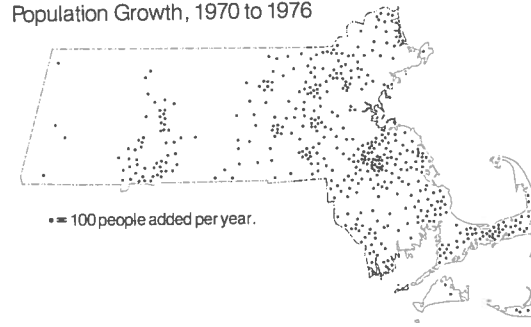 Population Growth, 1970 to 1976
• = 100 people added per year.